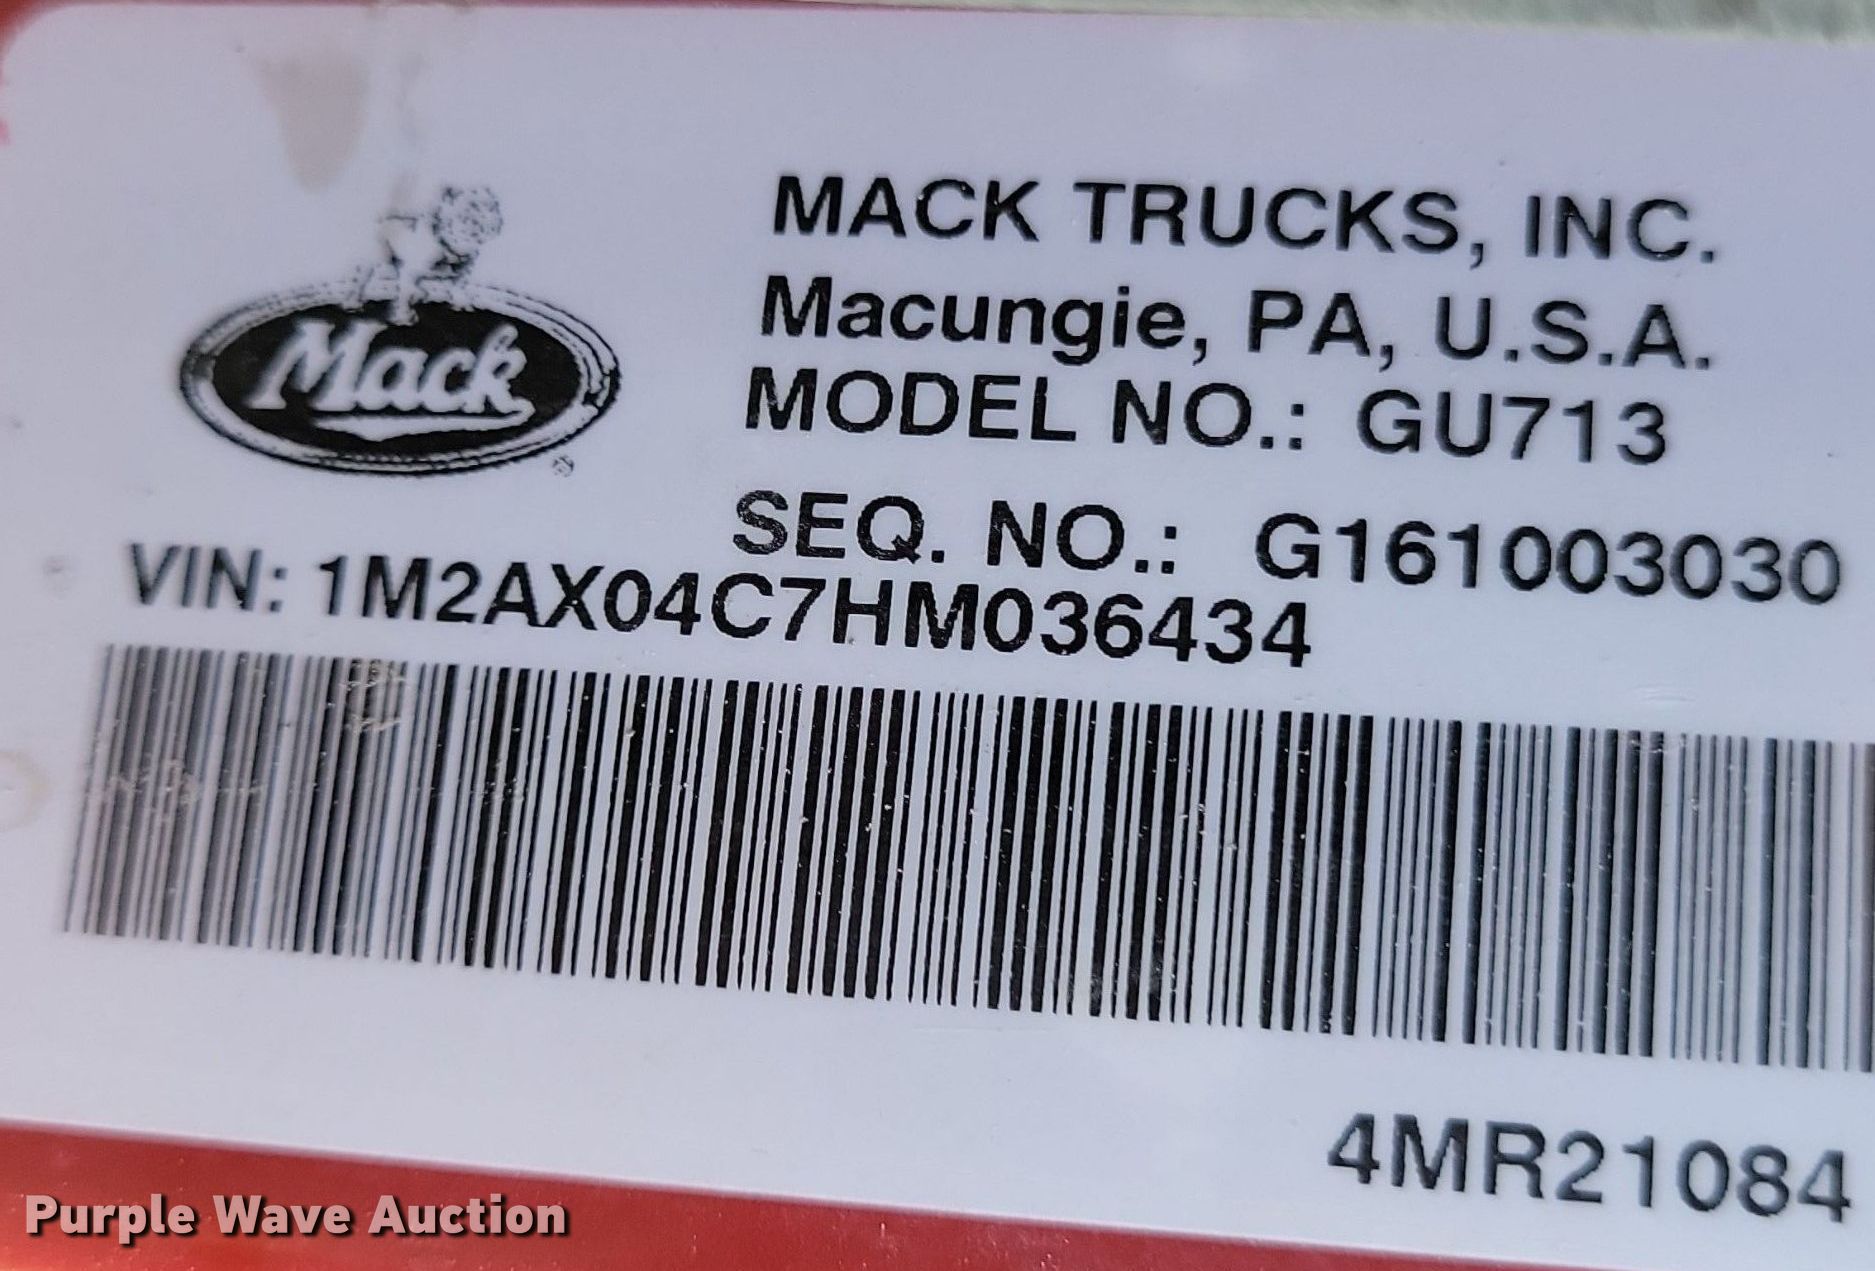 Mack
®
MACK TRUCKS, INC.
Macungie, PA, U.S.A.
MODEL NO.: GU713
SEQ. NO.: G161003030
VIN: 1M2AX04C7HM036434
4MR21084
Purple Wave Auction